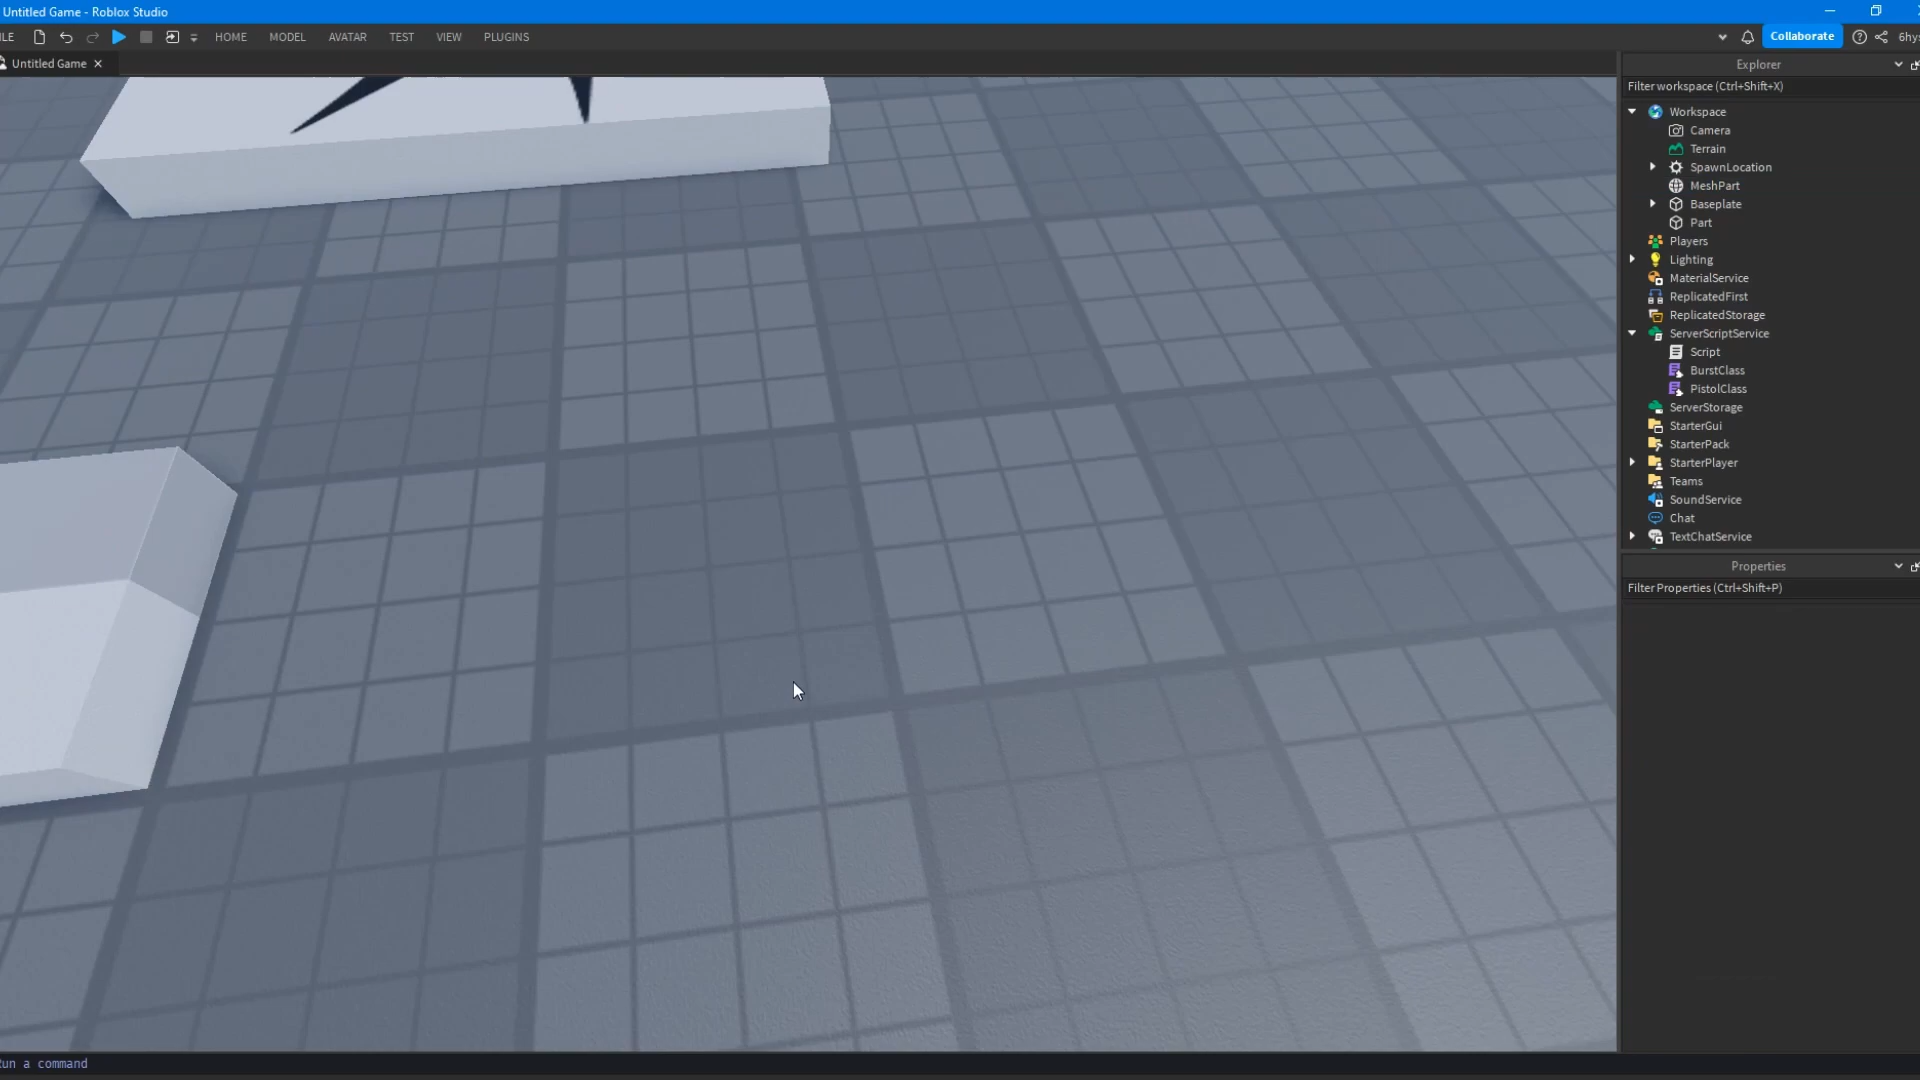 Untitled Game - Roblox Studio
ILE
HOME
MODEL
AVATAR
TEST
VIEW
PLUGINS
Collaborate
6hys
Untitled Game
Explorer
Filter workspace (Ctrl+Shift+X)
Workspace
Camera
Terrain
SpawnLocation
MeshPart
Baseplate
Part
Players
Lighting
MaterialService
ReplicatedFirst
ReplicatedStorage
ServerScriptService
Script
BurstClass
PistolClass
ServerStorage
StarterGui
StarterPack
StarterPlayer
Teams
SoundService
Chat
TextChatService
Properties
Filter Properties (Ctrl+Shift+P)
Run a command